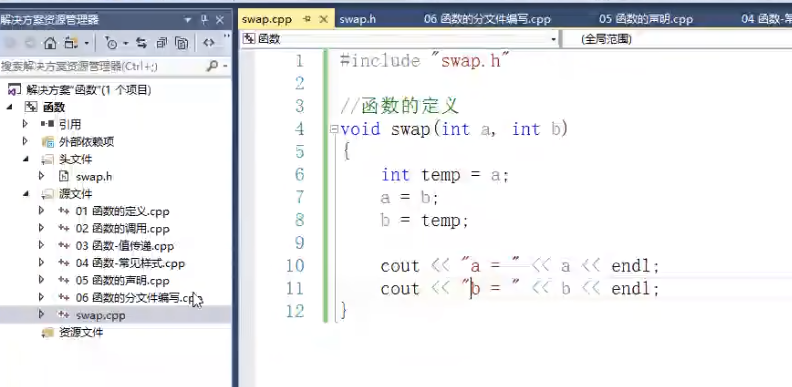 解决方案资源管理器
搜索解决方案资源管理器(Ctrl+;)
解决方案"函数"(1 个项目)
函数
引用
外部依赖项
头文件
swap.h
源文件
01 函数的定义.cpp
02 函数的调用.cpp
03 函数-值传递.cpp
04 函数-常见样式.cpp
05 函数的声明.cpp
06 函数的分文件编写.cpp
swap.cpp
资源文件
swap.cpp swap.h 06 函数的分文件编写.cpp 05 函数的声明.cpp 04 函数-常
函数 (全局范围)
1 #include "swap.h"
2
3 //函数的定义
4 void swap(int a, int b)
5 {
6 int temp = a;
7 a = b;
8 b = temp;
9
10 cout << "a = " << a << endl;
11 cout << "b = " << b << endl;
12 }